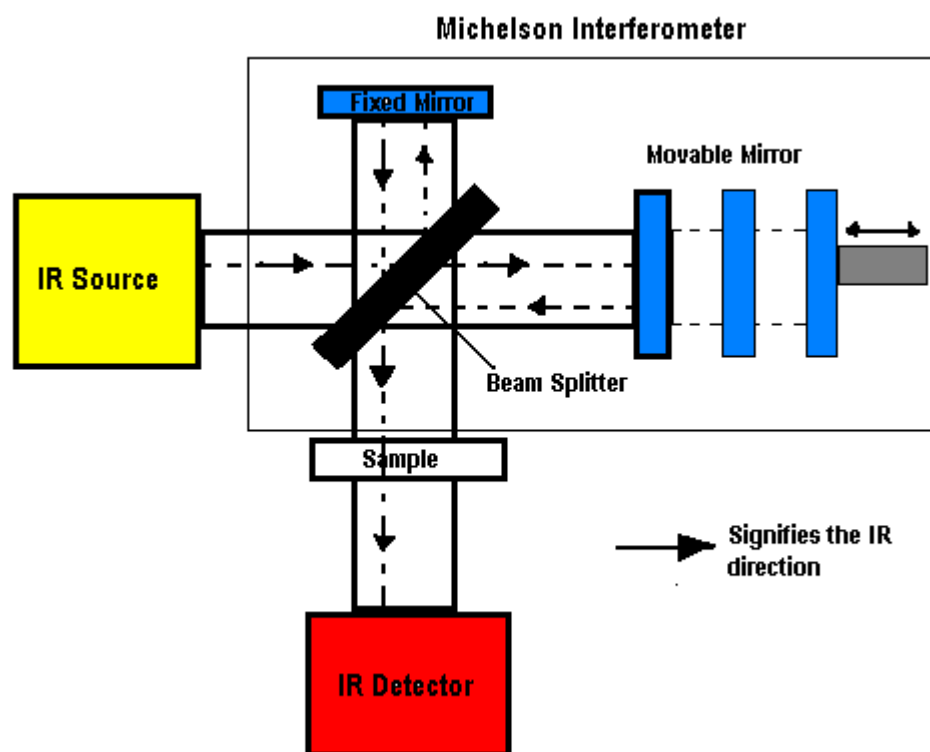 Michelson Interferometer
Fixed Mirror
Movable Mirror
IR Source
Beam Splitter
Sample
Signifies the IR
direction
IR Detector